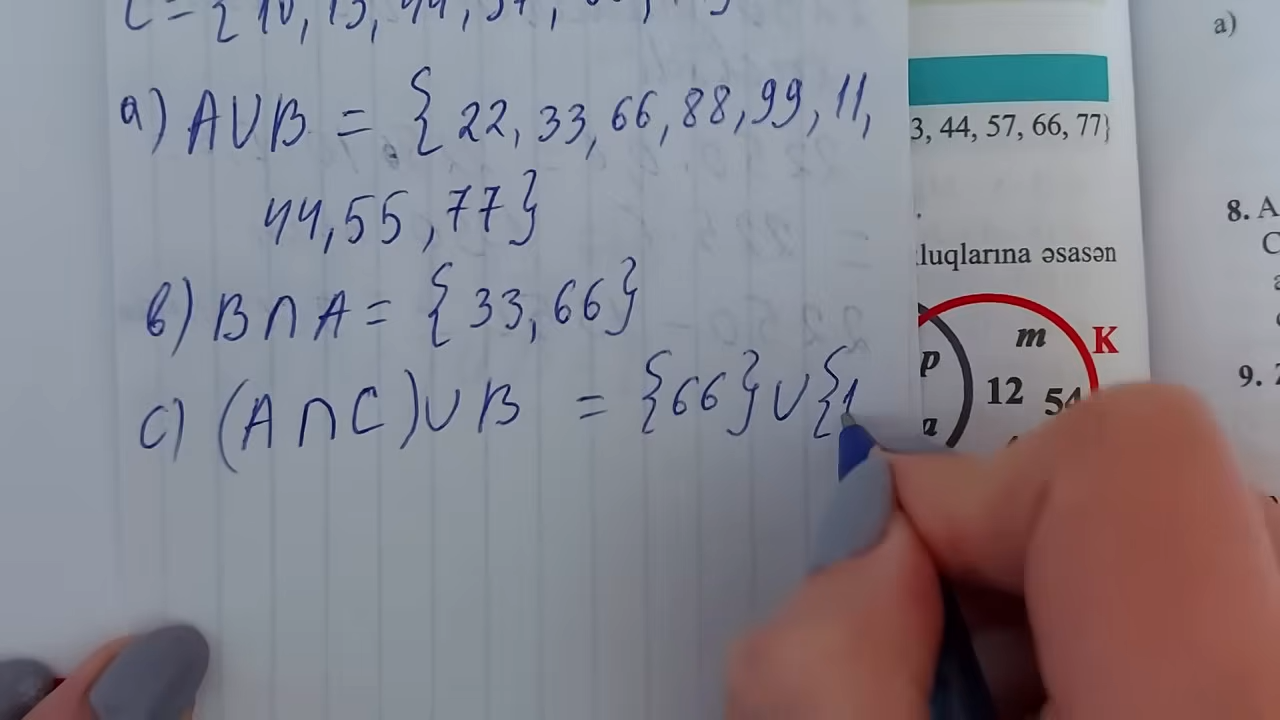 a) A∪B = {22, 33, 66, 88, 99, 11,
44, 55, 77}
b) B∩A = {33, 66}
c) (A∩C)∪B = {66}∪{1
3, 44, 57, 66, 77}
luqlarına əsasən
m
K
p
12
54
a
a)
8. A
C
9.